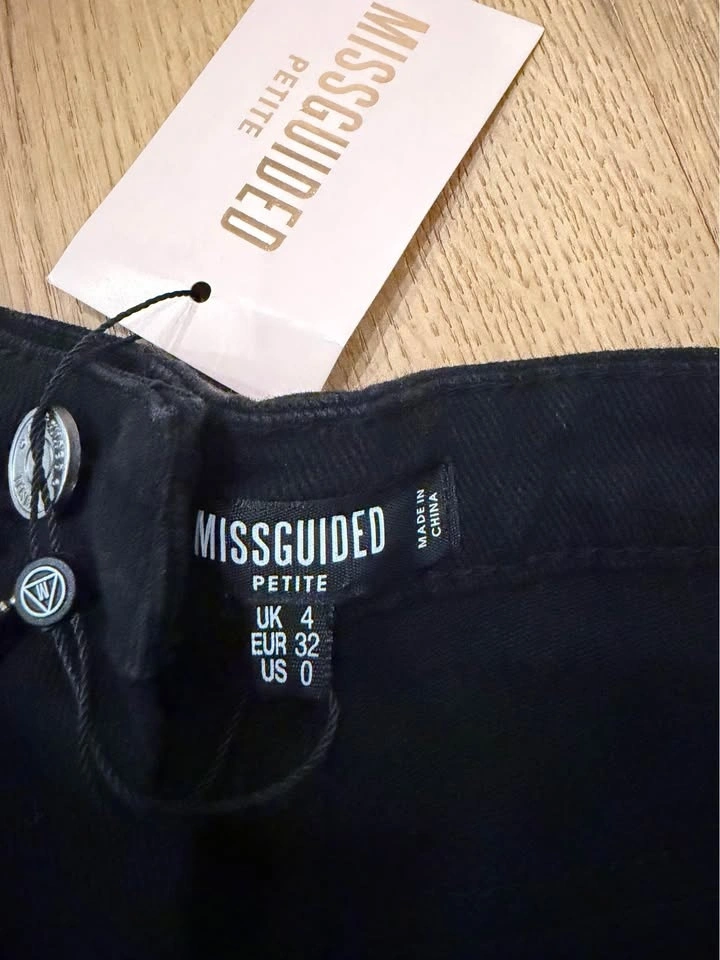 MISSGUIDED
PETITE
MISSGUIDED
PETITE
MADE IN
CHINA
UK 4
EUR 32
US 0